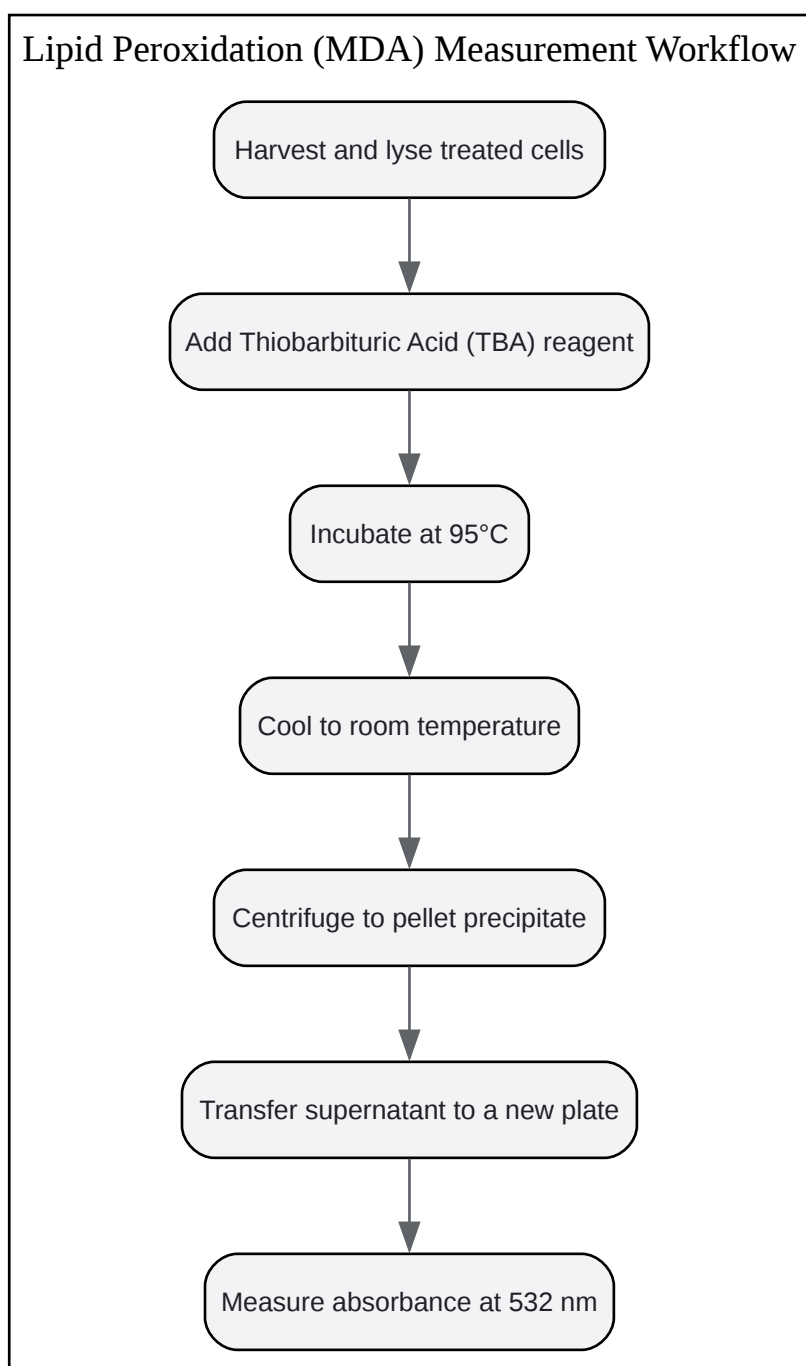 Lipid Peroxidation (MDA) Measurement Workflow
Harvest and lyse treated cells
Add Thiobarbituric Acid (TBA) reagent
Incubate at 95°C
Cool to room temperature
Centrifuge to pellet precipitate
Transfer supernatant to a new plate
Measure absorbance at 532 nm